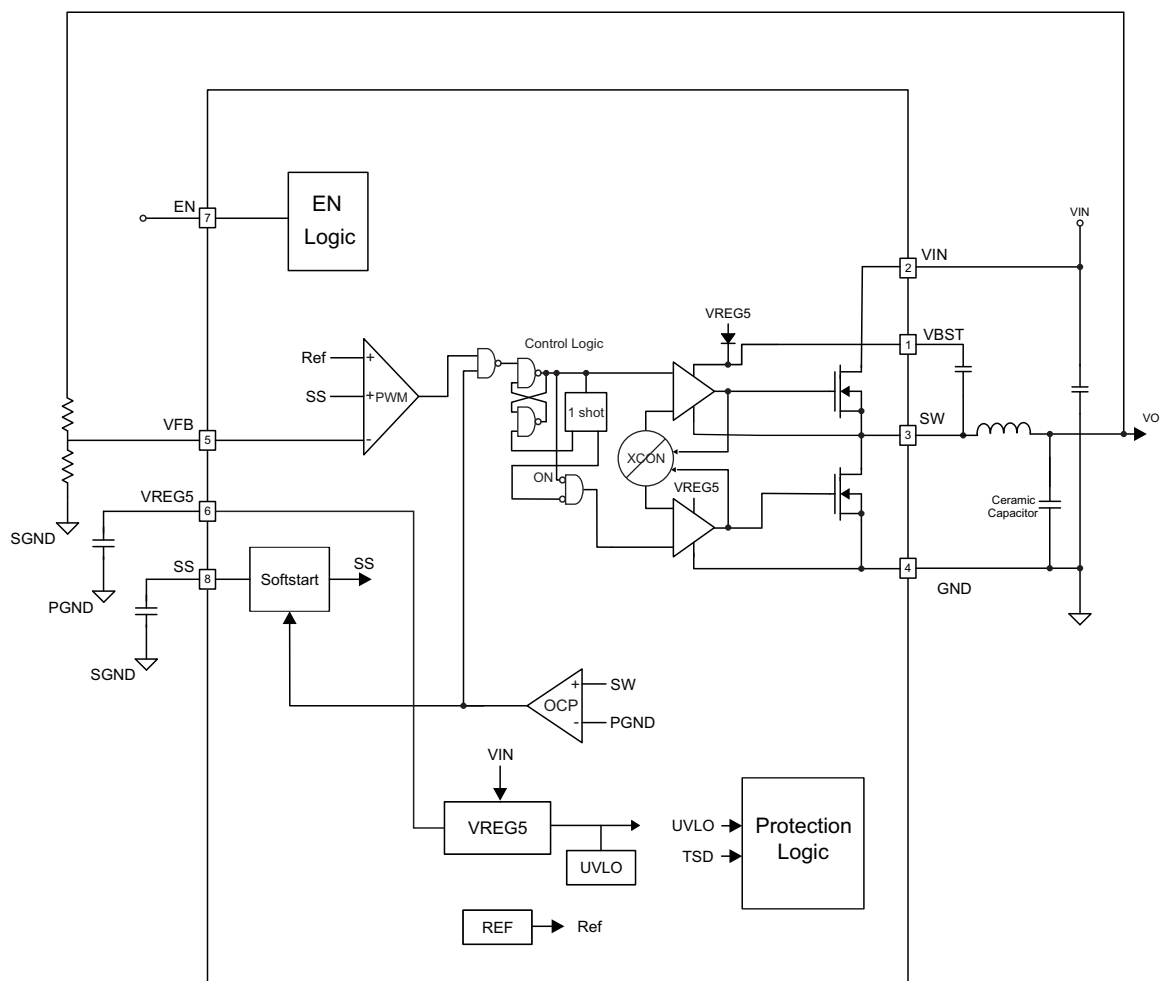 EN
7
EN
Logic
VIN
VIN
2
VREG5
VBST
1
Control Logic
Ref
+
SS
+
PWM
-
1 shot
VFB
5
SW
3
VO
XCON
ON
VREG5
VREG5
6
Ceramic
Capacitor
SGND
SS
8
Softstart
SS
4
GND
PGND
SGND
OCP
+
-
SW
PGND
VIN
VREG5
UVLO
UVLO
TSD
Protection
Logic
REF
Ref